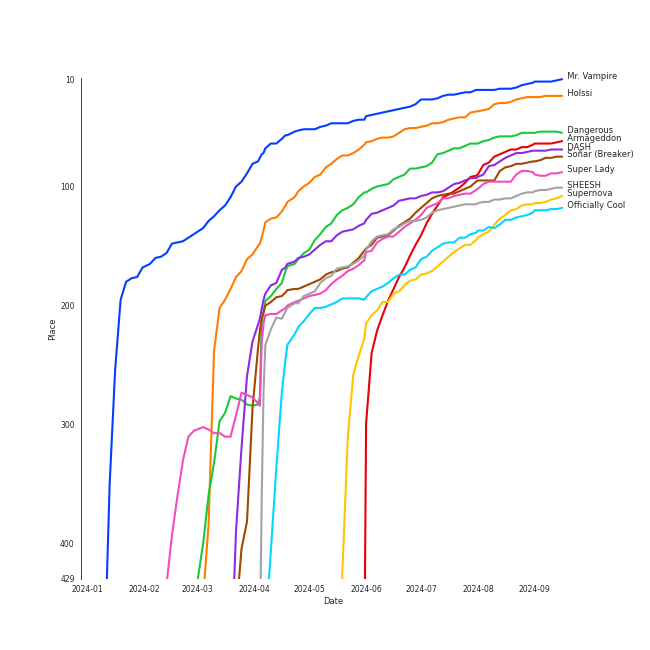 10
100
200
300
400
429
Place
2024-01
2024-02
2024-03
2024-04
2024-05
2024-06
2024-07
2024-08
2024-09
Date
Mr. Vampire
Holssi
Dangerous
Armageddon
DASH
Sonar (Breaker)
Super Lady
SHEESH
Supernova
Officially Cool